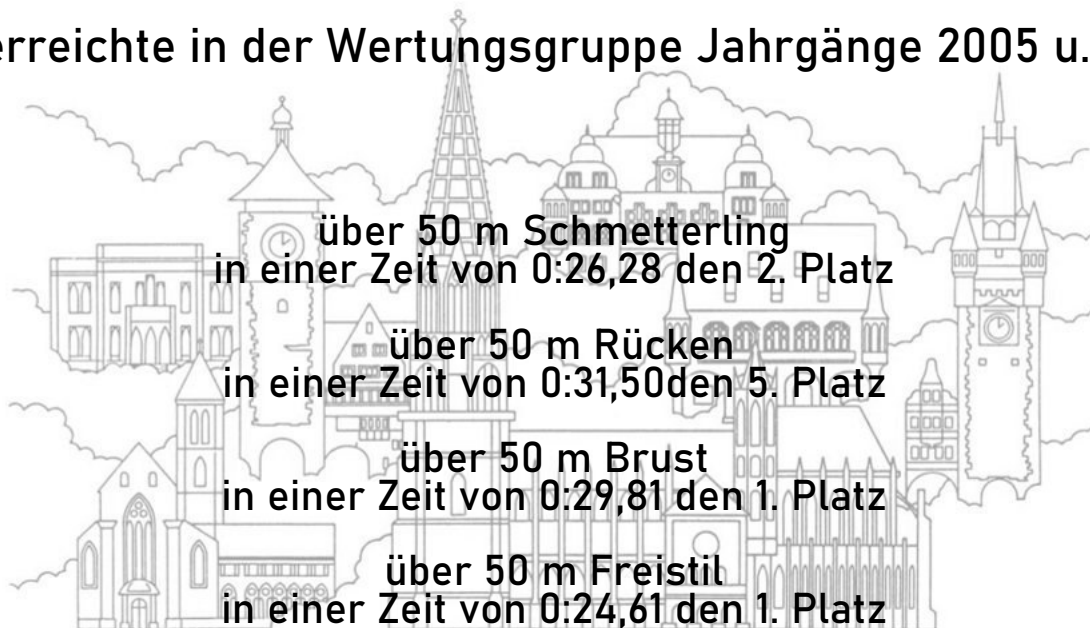 erreichte in der Wertungsgruppe Jahrgänge 2005 u.
über 50 m Schmetterling
in einer Zeit von 0:26,28 den 2. Platz
über 50 m Rücken
in einer Zeit von 0:31,50den 5. Platz
über 50 m Brust
in einer Zeit von 0:29,81 den 1. Platz
über 50 m Freistil
in einer Zeit von 0:24,61 den 1. Platz